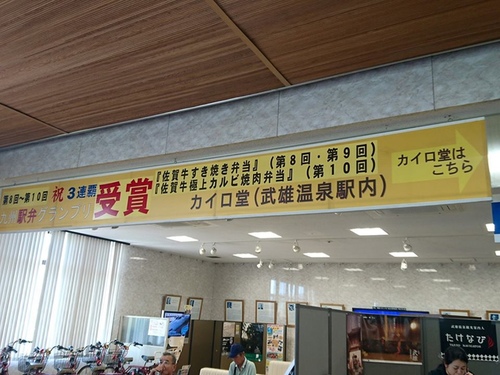 第8回～第10回 祝 3連覇
九州駅弁グランプリ
受賞
『佐賀牛すき焼き弁当』(第8回・第9回)
『佐賀牛極上カルビ焼肉弁当』(第10回)
カイロ堂(武雄温泉駅内)
カイロ堂は
こちら
たけなび